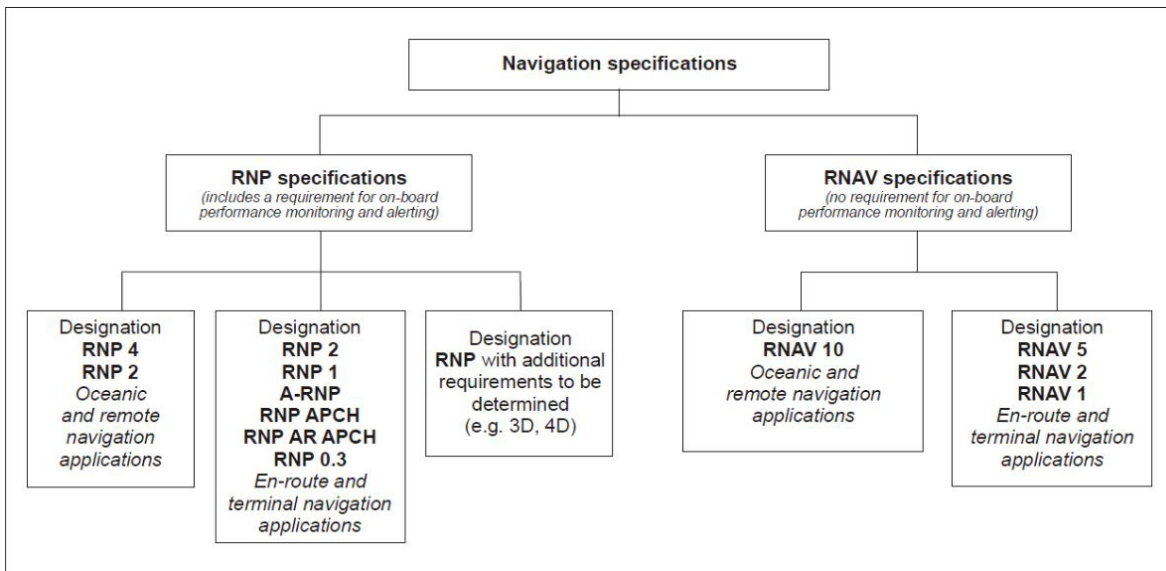 Navigation specifications
RNP specifications
(includes a requirement for on-board
performance monitoring and alerting)
RNAV specifications
(no requirement for on-board
performance monitoring and alerting)
Designation
RNP 4
RNP 2
Oceanic
and remote
navigation
applications
Designation
RNP 2
RNP 1
A-RNP
RNP APCH
RNP AR APCH
RNP 0.3
En-route and
terminal navigation
applications
Designation
RNP with additional
requirements to be
determined
(e.g. 3D, 4D)
Designation
RNAV 10
Oceanic and
remote navigation
applications
Designation
RNAV 5
RNAV 2
RNAV 1
En-route and
terminal navigation
applications